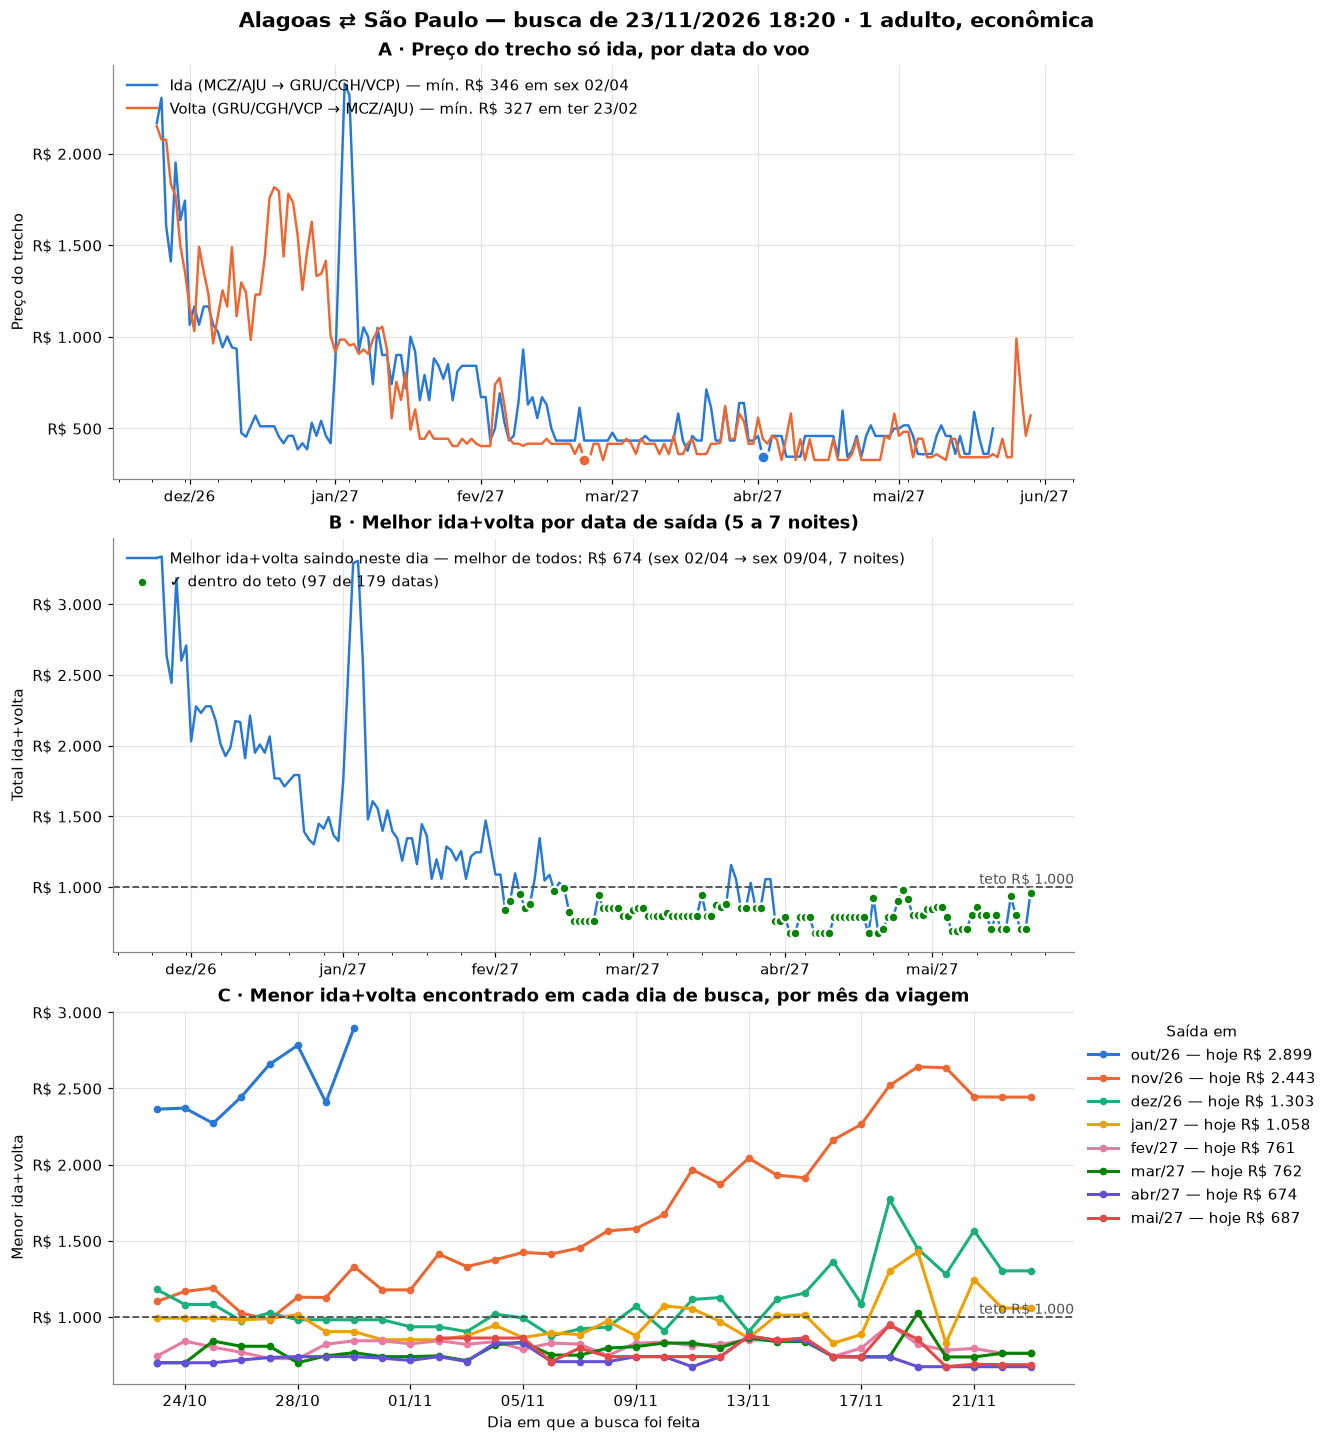 Alagoas ⇄ São Paulo — busca de 23/11/2026 18:20 · 1 adulto, econômica
A · Preço do trecho só ida, por data do voo
Ida (MCZ/AJU → GRU/CGH/VCP) — mín. R$ 346 em sex 02/04
Volta (GRU/CGH/VCP → MCZ/AJU) — mín. R$ 327 em ter 23/02
Preço do trecho
R$ 2.000
R$ 1.500
R$ 1.000
R$ 500
dez/26 jan/27 fev/27 mar/27 abr/27 mai/27 jun/27
B · Melhor ida+volta por data de saída (5 a 7 noites)
Melhor ida+volta saindo neste dia — melhor de todos: R$ 674 (sex 02/04 → sex 09/04, 7 noites)
✓ dentro do teto (97 de 179 datas)
Total ida+volta
R$ 3.000
R$ 2.500
R$ 2.000
R$ 1.500
R$ 1.000
teto R$ 1.000
dez/26 jan/27 fev/27 mar/27 abr/27 mai/27
C · Menor ida+volta encontrado em cada dia de busca, por mês da viagem
Menor ida+volta
R$ 3.000
R$ 2.500
R$ 2.000
R$ 1.500
R$ 1.000
teto R$ 1.000
24/10 28/10 01/11 05/11 09/11 13/11 17/11 21/11
Dia em que a busca foi feita
Saída em
out/26 — hoje R$ 2.899
nov/26 — hoje R$ 2.443
dez/26 — hoje R$ 1.303
jan/27 — hoje R$ 1.058
fev/27 — hoje R$ 761
mar/27 — hoje R$ 762
abr/27 — hoje R$ 674
mai/27 — hoje R$ 687